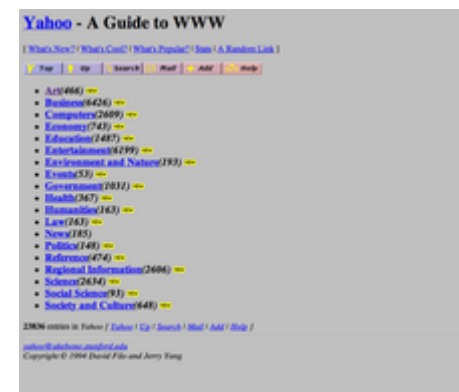 Yahoo - A Guide to WWW
[ What's New? | What's Cool? | What's Popular? | Stats | A Random Link ]
Top Up Search Mail Add Help
Art(466)
Business(6426)
Computers(2609)
Economy(743)
Education(1487)
Entertainment(6199)
Environment and Nature(193)
Events(53)
Government(1031)
Health(367)
Humanities(163)
Law(163)
News(185)
Politics(148)
Reference(474)
Regional Information(2606)
Science(2634)
Social Science(93)
Society and Culture(648)
23836 entries in Yahoo [ Yahoo | Up | Search | Mail | Add | Help ]
yahoo@akebono.stanford.edu
Copyright © 1994 David Filo and Jerry Yang